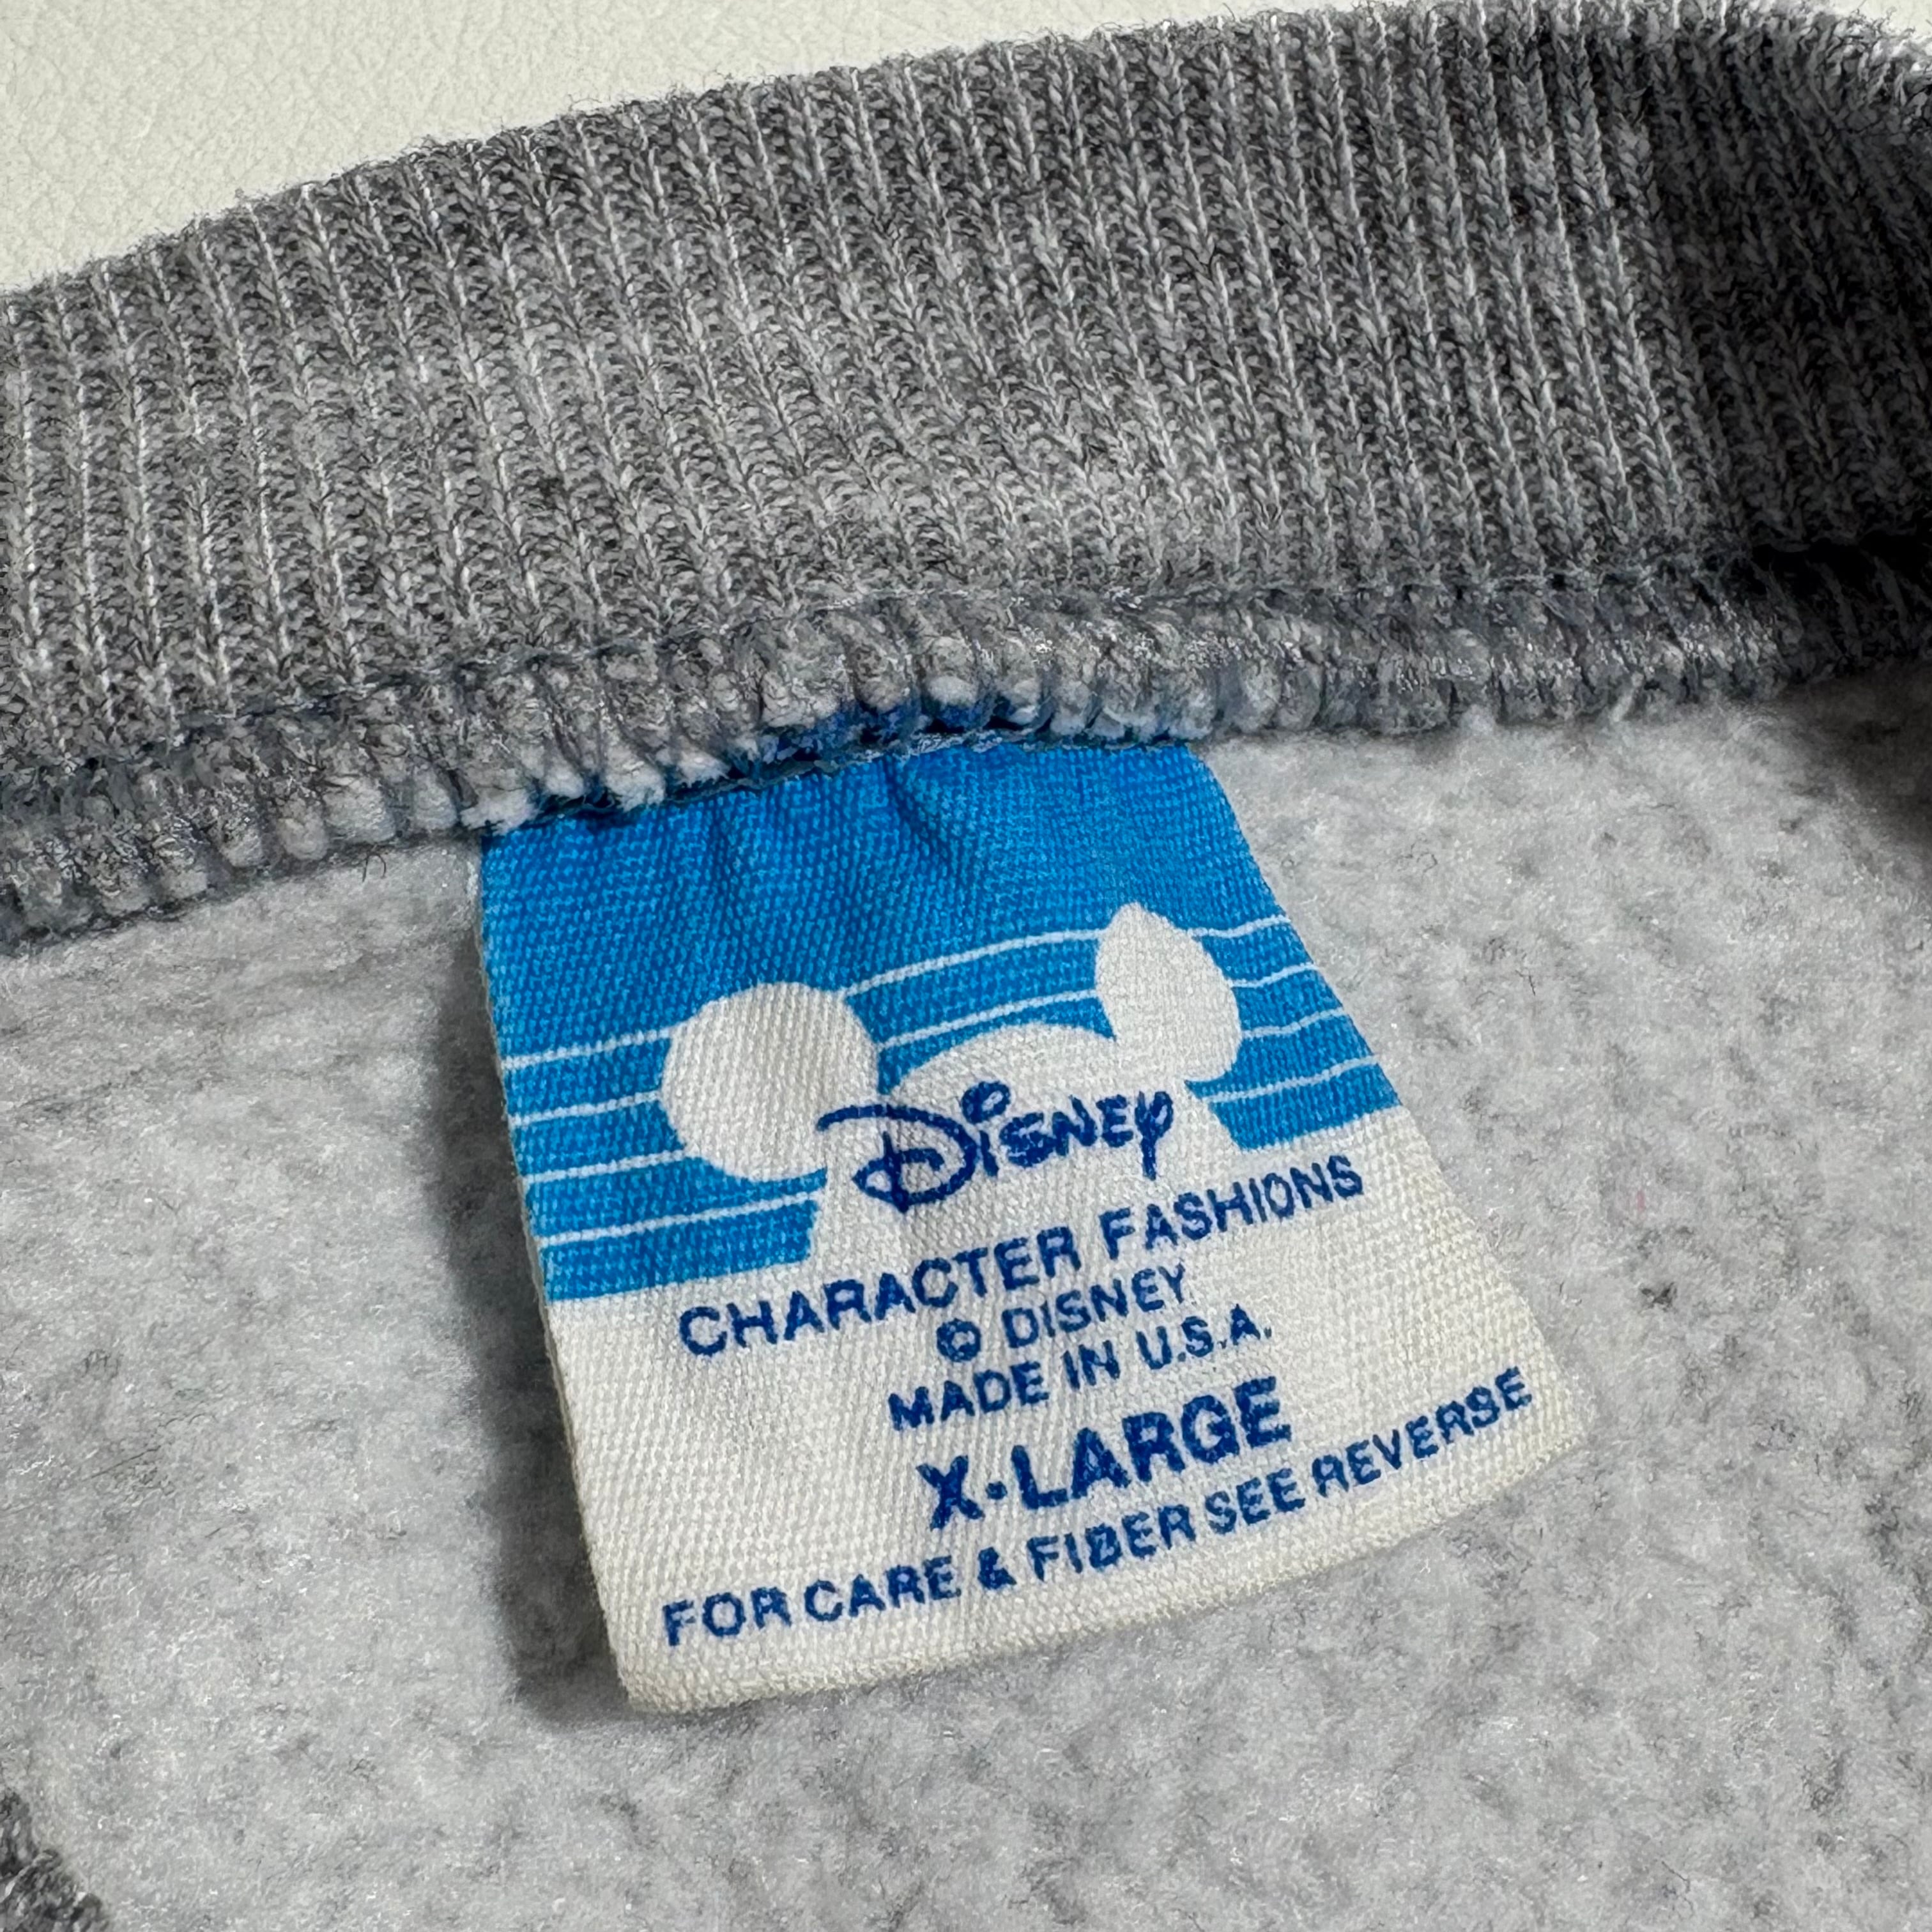 Disney
CHARACTER FASHIONS
© DISNEY
MADE IN U.S.A.
X-LARGE
FOR CARE & FIBER SEE REVERSE